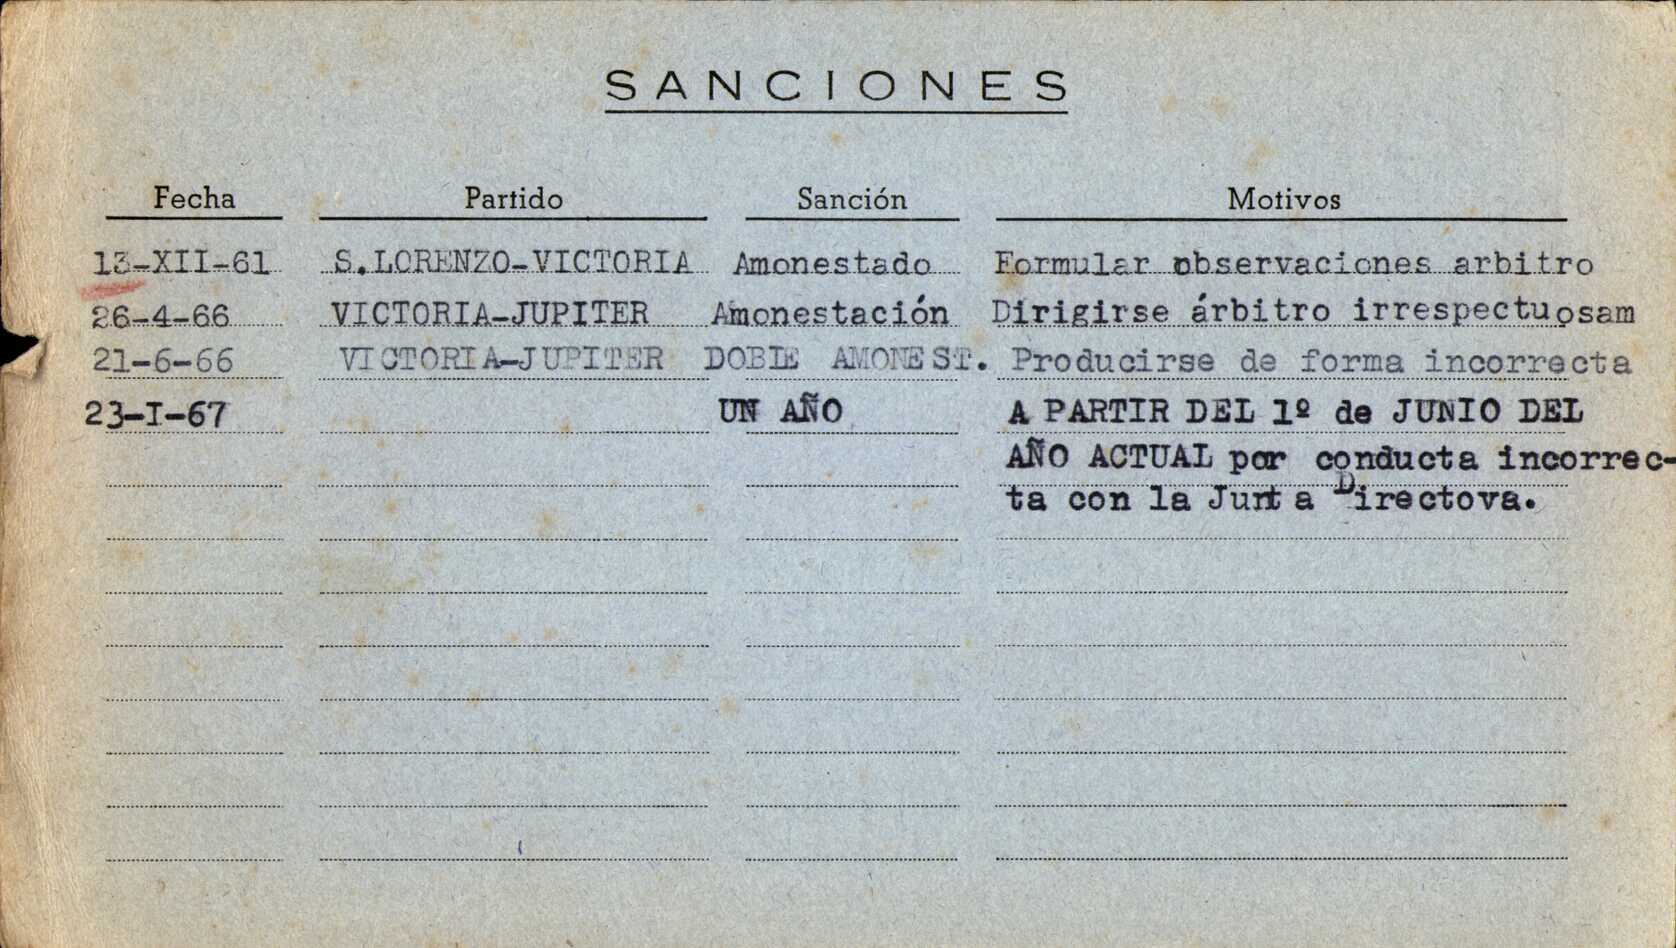 SANCIONES
Fecha Partido Sanción Motivos
13-XII-61 S.LORENZO-VICTORIA Amonestado Formular observaciones arbitro
26-4-66 VICTORIA-JUPITER Amonestación Dirigirse árbitro irrespectuosam
21-6-66 VICTORIA-JUPITER DOBLE AMONEST. Producirse de forma incorrecta
23-I-67 UN AÑO A PARTIR DEL 1º de JUNIO DEL
AÑO ACTUAL por conducta incorrec-
ta con la Junta Directova.